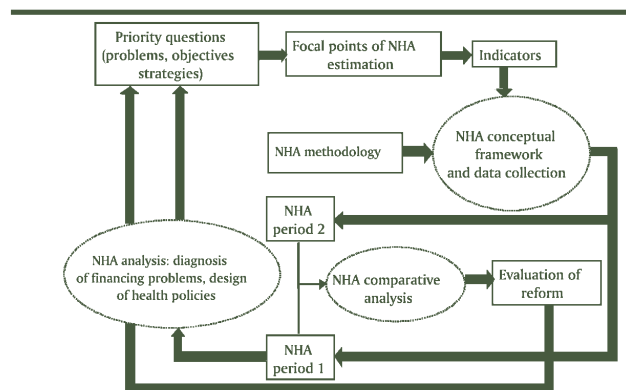 Priority questions
(problems, objectives
strategies)
Focal points of NHA
estimation
Indicators
NHA methodology
NHA conceptual
framework
and data collection
NHA
period 2
NHA analysis: diagnosis
of financing problems, design
of health policies
NHA comparative
analysis
Evaluation of
reform
NHA
period 1